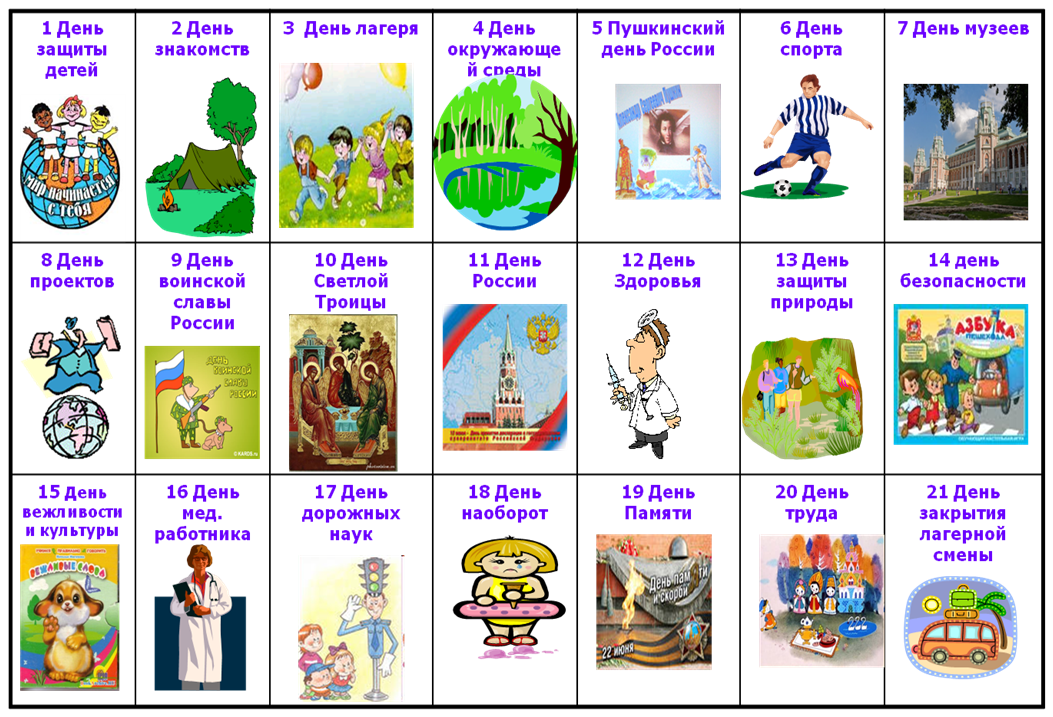 1 День
защиты
детей
2 День
знакомств
3 День лагеря
4 День
окружающе
й среды
5 Пушкинский
день России
6 День
спорта
7 День музеев
мир начинается
с тебя
8 День
проектов
9 День
воинской
славы
России
10 День
Светлой
Троицы
11 День
России
12 День
Здоровья
13 День
защиты
природы
14 день
безопасности
ДЕНЬ
ВОИНСКОЙ
СЛАВЫ
РОССИИ
АЗБУКА
ПЕШЕХОДА
15 День
вежливости
и культуры
16 День
мед.
работника
17 День
дорожных
наук
18 День
наоборот
19 День
Памяти
20 День
труда
21 День
закрытия
лагерной
смены
ВЕЖЛИВЫЕ СЛОВА
День пам ти
и скорби
22 июня